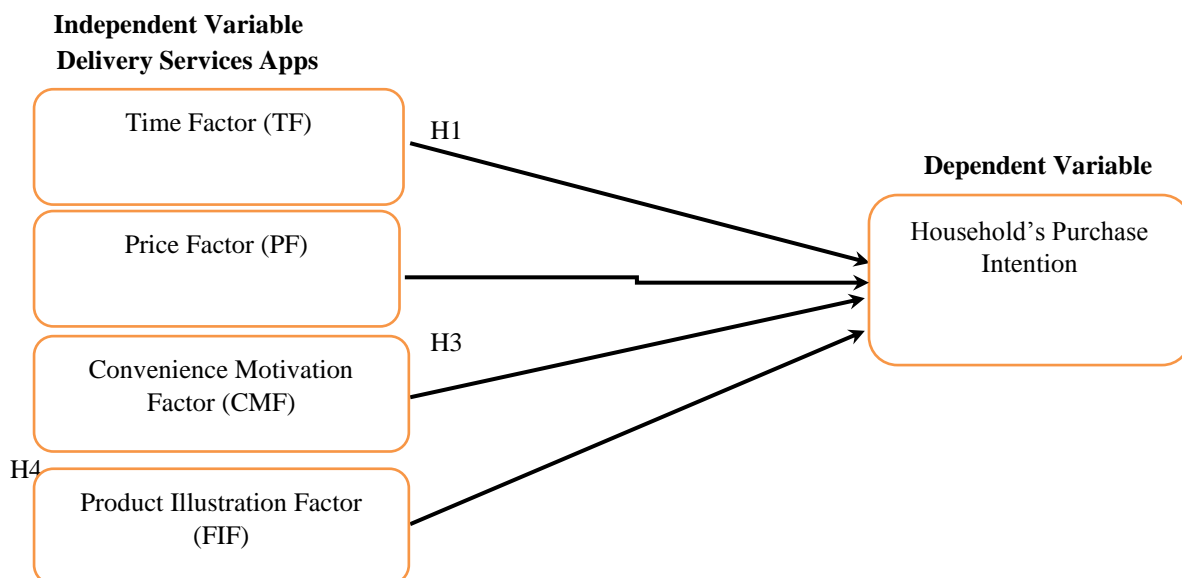 Independent Variable
Delivery Services Apps
Time Factor (TF)
H1
Dependent Variable
Price Factor (PF)
Household’s Purchase
Intention
H3
Convenience Motivation
Factor (CMF)
H4
Product Illustration Factor
(FIF)